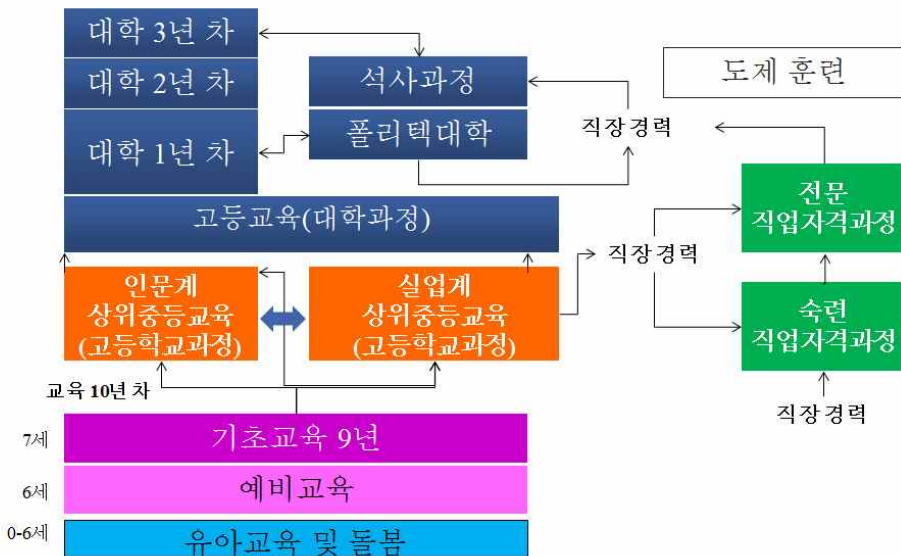 대학 3년 차
대학 2년 차
석사과정
도제 훈련
대학 1년 차
폴리텍대학
직장 경력
전문
직업자격과정
고등교육(대학과정)
직장 경력
인문계
상위중등교육
(고등학교과정)
실업계
상위중등교육
(고등학교과정)
숙련
직업자격과정
교육 10년 차
직장 경력
7세
기초교육 9년
6세
예비교육
0-6세
유아교육 및 돌봄